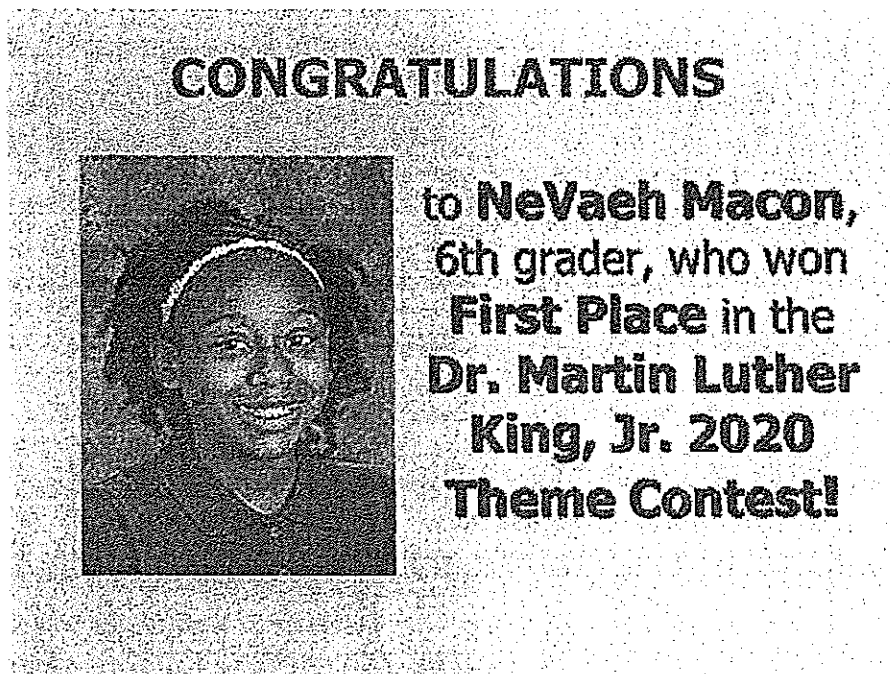 CONGRATULATIONS
to NeVaeh Macon,
6th grader, who won
First Place in the
Dr. Martin Luther
King, Jr. 2020
Theme Contest!